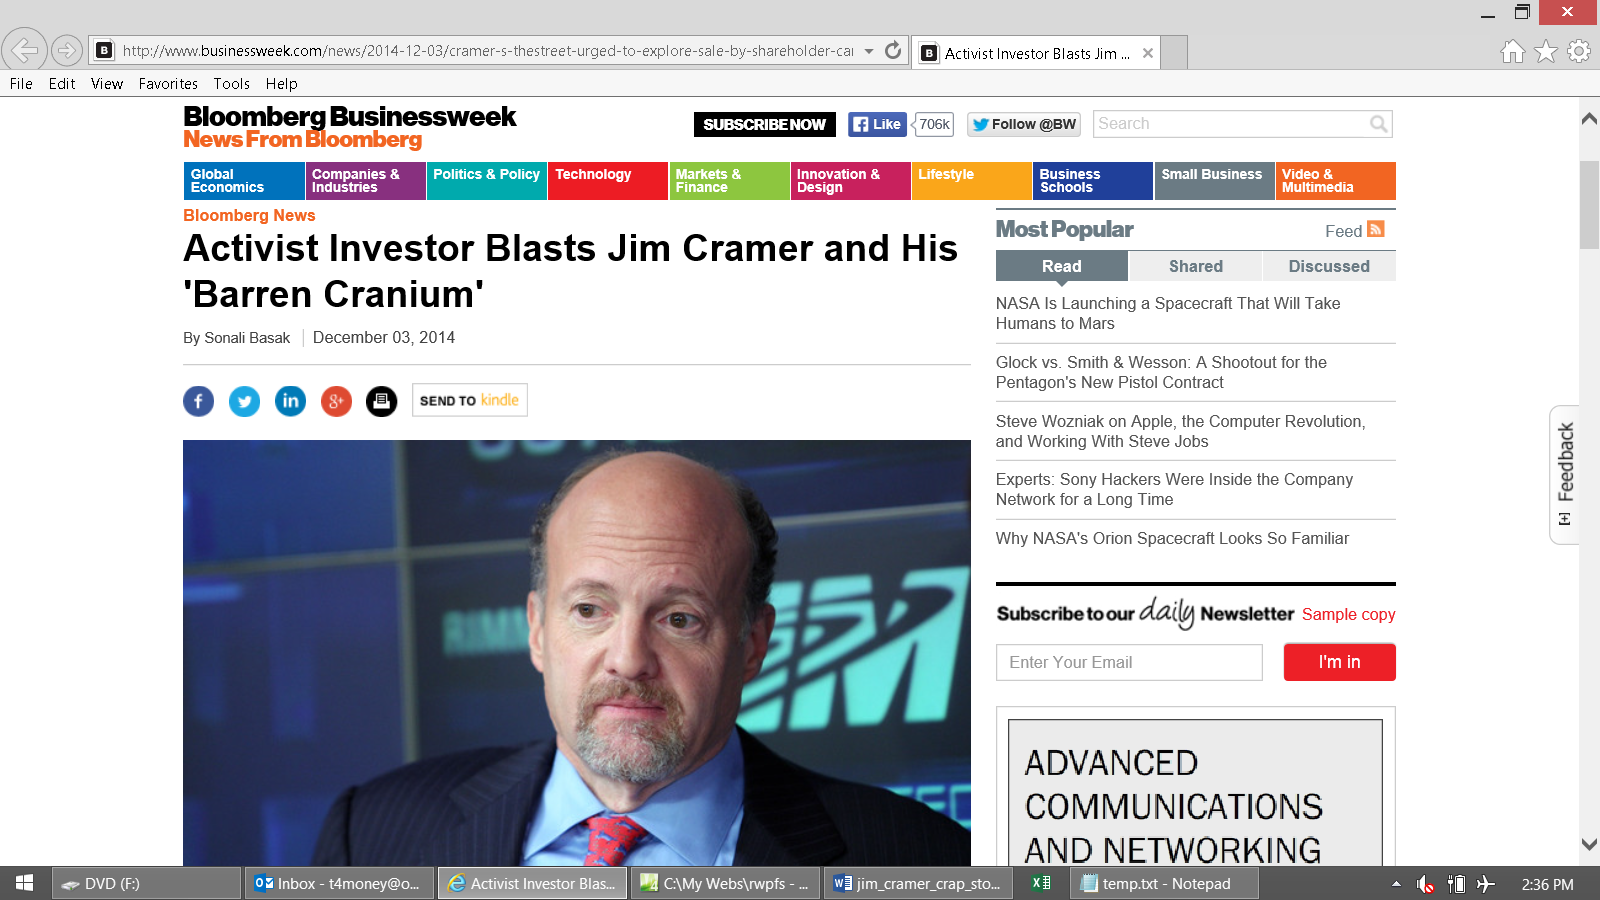 http://www.businessweek.com/news/2014-12-03/cramer-s-thestreet-urged-to-explore-sale-by-shareholder-car
Activist Investor Blasts Jim ...
File Edit View Favorites Tools Help
Bloomberg Businessweek
News From Bloomberg
SUBSCRIBE NOW
Like
706k
Follow @BW
Search
Global
Economics
Companies &
Industries
Politics & Policy
Technology
Markets &
Finance
Innovation &
Design
Lifestyle
Business
Schools
Small Business
Video &
Multimedia
Bloomberg News
Activist Investor Blasts Jim Cramer and His
'Barren Cranium'
By Sonali Basak
December 03, 2014
SEND TO kindle
RIMM
Most Popular
Feed
Read
Shared
Discussed
NASA Is Launching a Spacecraft That Will Take
Humans to Mars
Glock vs. Smith & Wesson: A Shootout for the
Pentagon's New Pistol Contract
Steve Wozniak on Apple, the Computer Revolution,
and Working With Steve Jobs
Experts: Sony Hackers Were Inside the Company
Network for a Long Time
Why NASA's Orion Spacecraft Looks So Familiar
Subscribe to our daily Newsletter
Sample copy
Enter Your Email
I'm in
ADVANCED
COMMUNICATIONS
AND NETWORKING
[+] Feedback
DVD (F:)
Inbox - t4money@o...
Activist Investor Blas...
C:\My Webs\rwpfs - ...
jim_cramer_crap_sto...
temp.txt - Notepad
2:36 PM